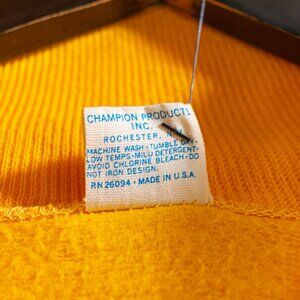 CHAMPION PRODUCTS
INC.
ROCHESTER, N.Y.
MACHINE WASH • TUMBLE DRY•
LOW TEMPS • MILD DETERGENT•
AVOID CHLORINE BLEACH • DO
NOT IRON DESIGN.
RN 26094 • MADE IN U.S.A.